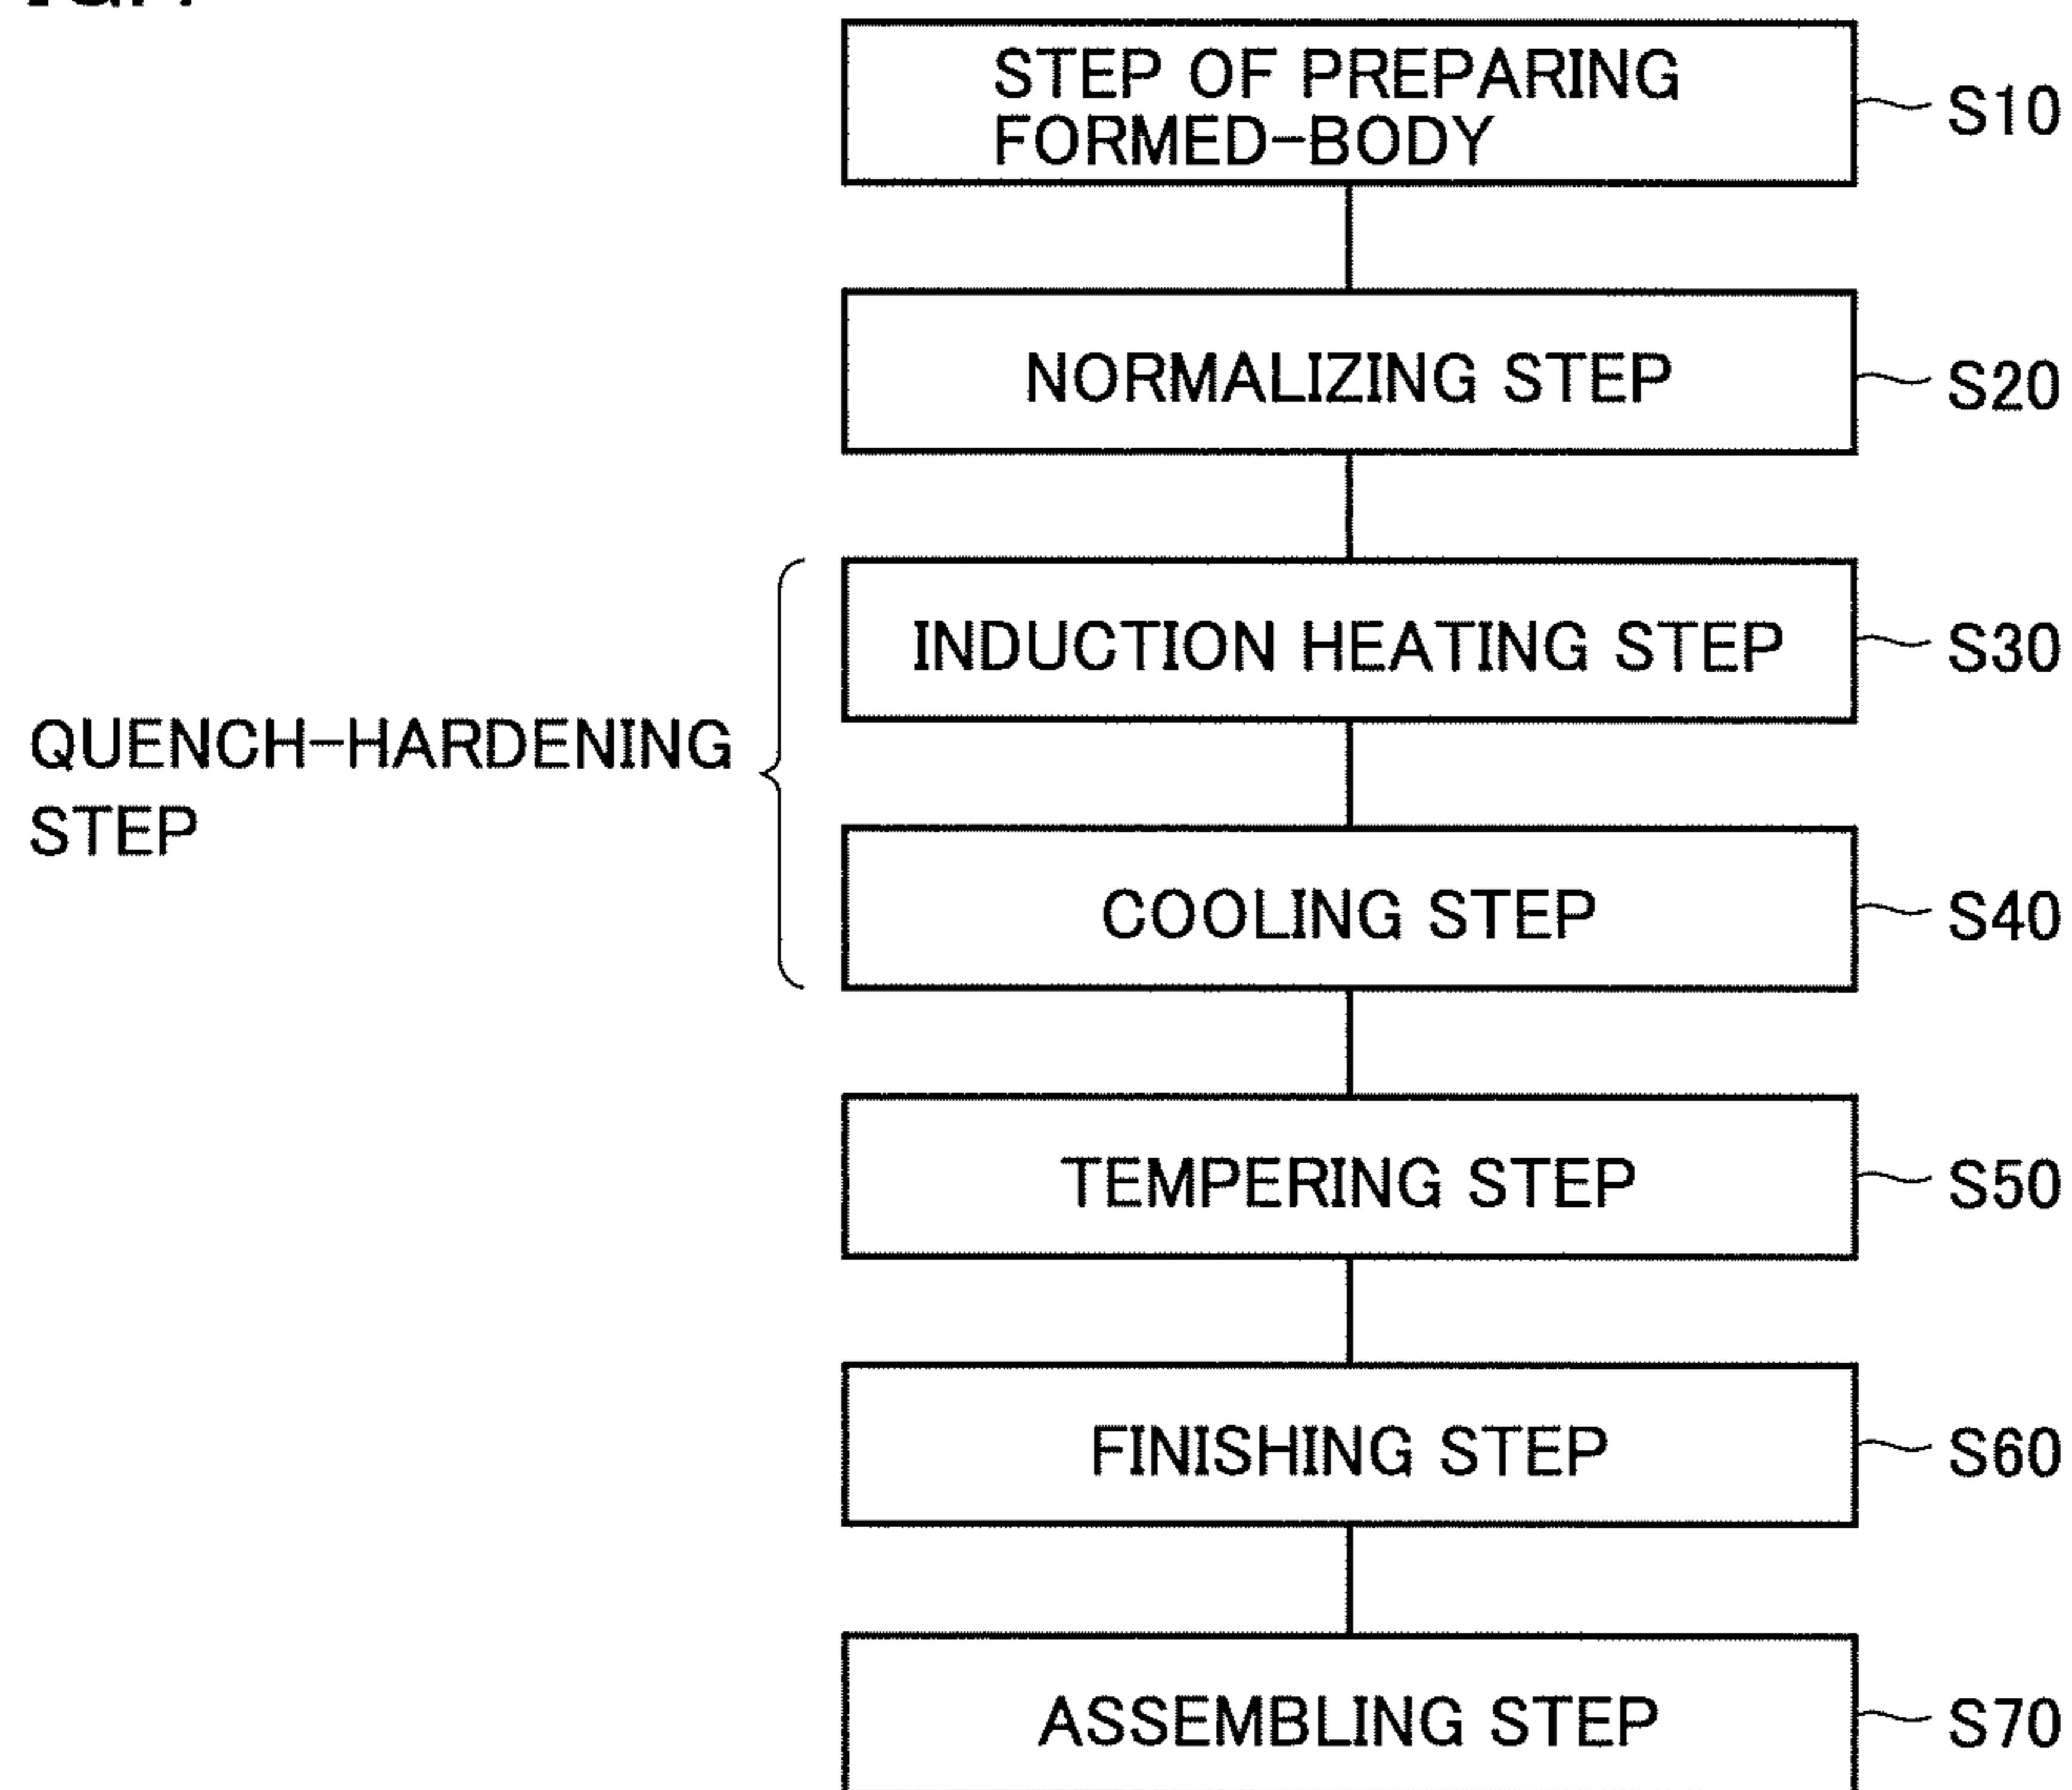 STEP OF PREPARING
FORMED-BODY
S10
NORMALIZING STEP
S20
INDUCTION HEATING STEP
S30
QUENCH-HARDENING
STEP
COOLING STEP
S40
TEMPERING STEP
S50
FINISHING STEP
S60
ASSEMBLING STEP
S70